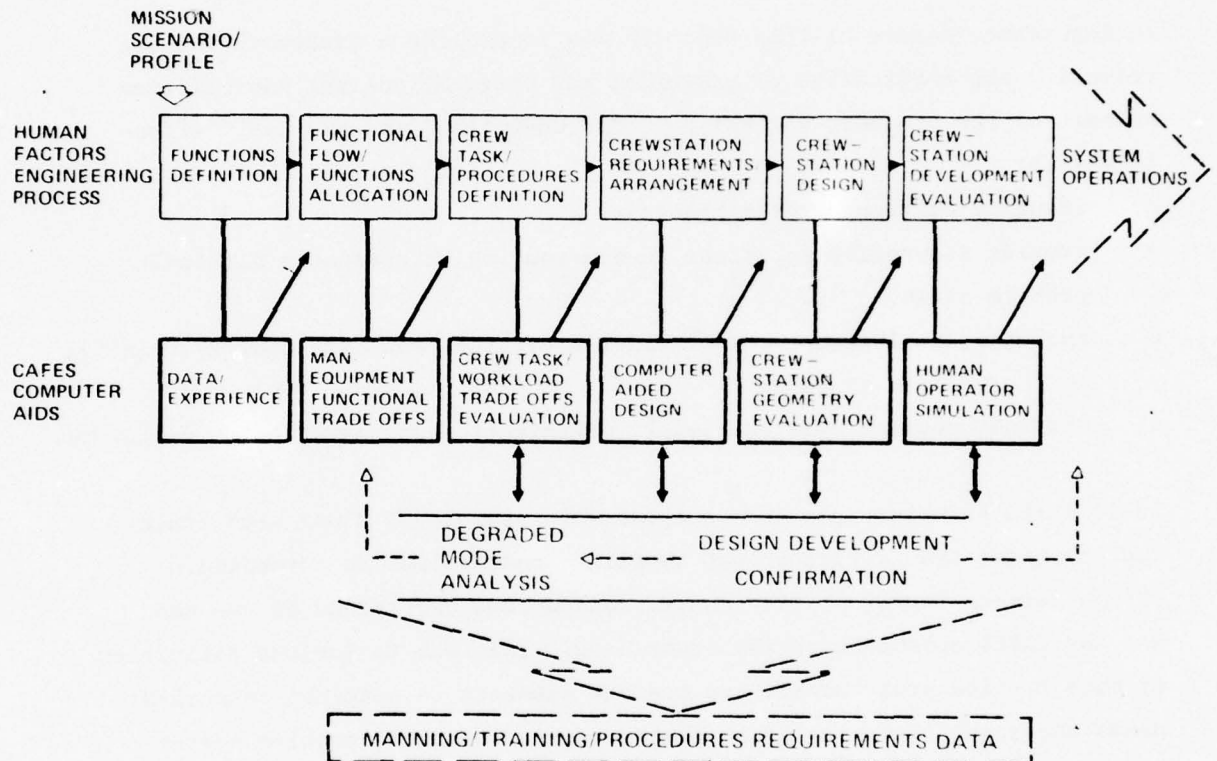 MISSION
SCENARIO/
PROFILE
HUMAN
FACTORS
ENGINEERING
PROCESS
FUNCTIONS
DEFINITION
FUNCTIONAL
FLOW/
FUNCTIONS
ALLOCATION
CREW
TASK/
PROCEDURES
DEFINITION
CREWSTATION
REQUIREMENTS
ARRANGEMENT
CREW-
STATION
DESIGN
CREW-
STATION
DEVELOPMENT
EVALUATION
SYSTEM
OPERATIONS
CAFES
COMPUTER
AIDS
DATA/
EXPERIENCE
MAN
EQUIPMENT
FUNCTIONAL
TRADE OFFS
CREW TASK/
WORKLOAD
TRADE OFFS
EVALUATION
COMPUTER
AIDED
DESIGN
CREW-
STATION
GEOMETRY
EVALUATION
HUMAN
OPERATOR
SIMULATION
DEGRADED
MODE
ANALYSIS
DESIGN DEVELOPMENT
CONFIRMATION
MANNING/TRAINING/PROCEDURES REQUIREMENTS DATA